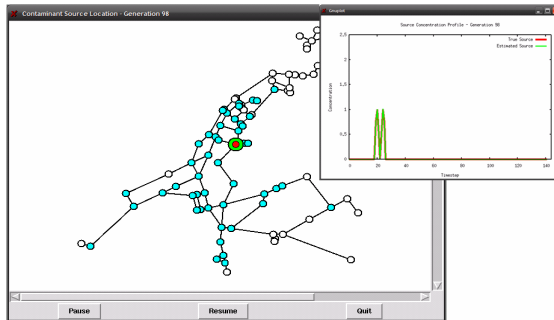 Contaminant Source Location - Generation 98
Gnuplot
Source Concentration Profile - Generation 98
True Source
Estimated Source
2.5
2
1.5
1
0.5
0
Concentration
0 20 40 60 80 100 120 140
Timestep
Pause Resume Quit